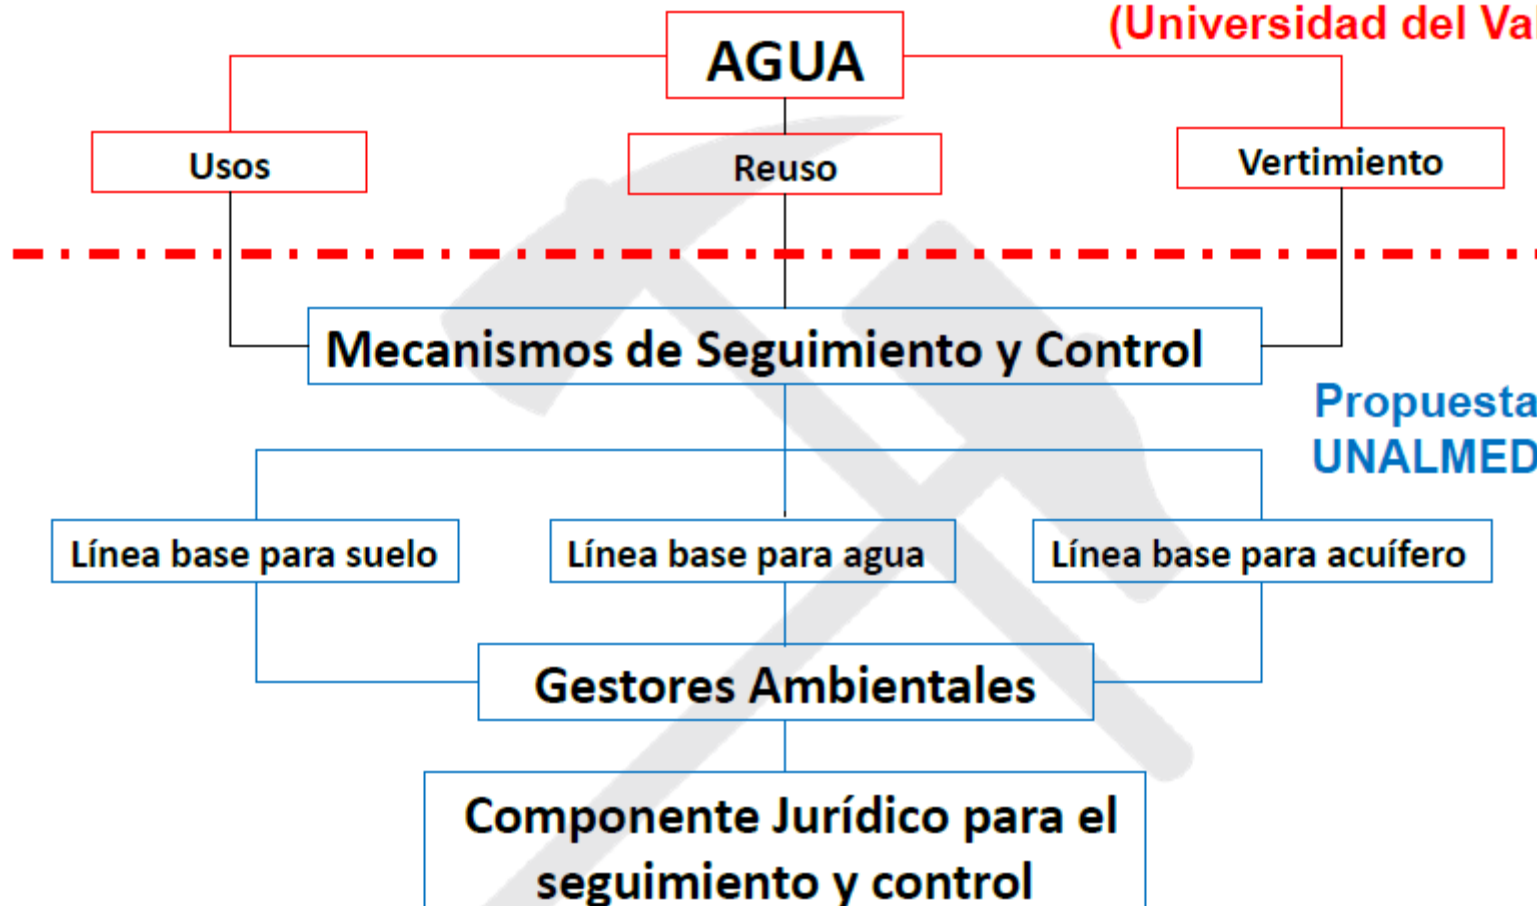 (Universidad del Val
AGUA
Usos
Reuso
Vertimiento
Mecanismos de Seguimiento y Control
Propuesta
UNALMED
Línea base para suelo
Línea base para agua
Línea base para acuífero
Gestores Ambientales
Componente Jurídico para el
seguimiento y control